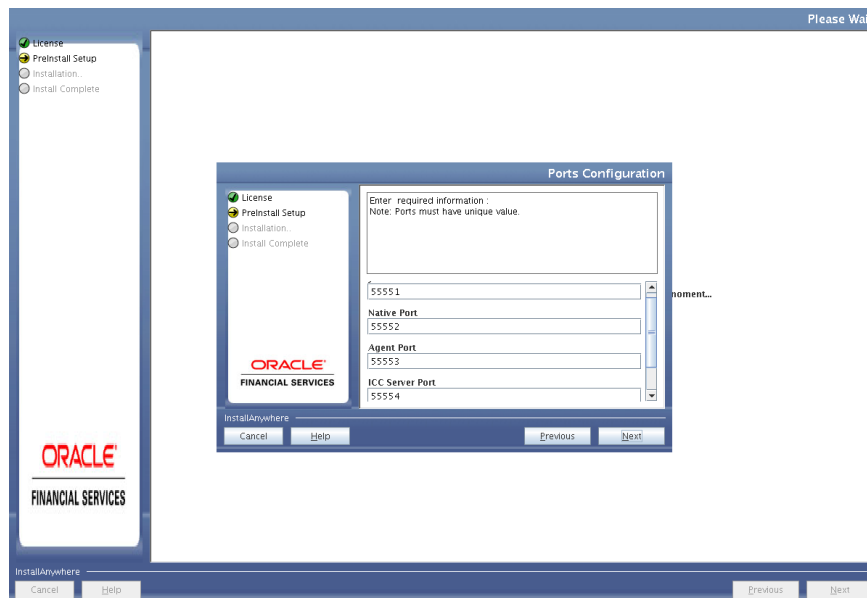 Please Wai
License
PreInstall Setup
Installation..
Install Complete
Ports Configuration
License
PreInstall Setup
Installation..
Install Complete
Enter required information :
Note: Ports must have unique value.
55551
Native Port
55552
Agent Port
55553
ICC Server Port
55554
ORACLE
FINANCIAL SERVICES
InstallAnywhere
Cancel
Help
Previous
Next
moment...
ORACLE
FINANCIAL SERVICES
InstallAnywhere
Cancel
Help
Previous
Next